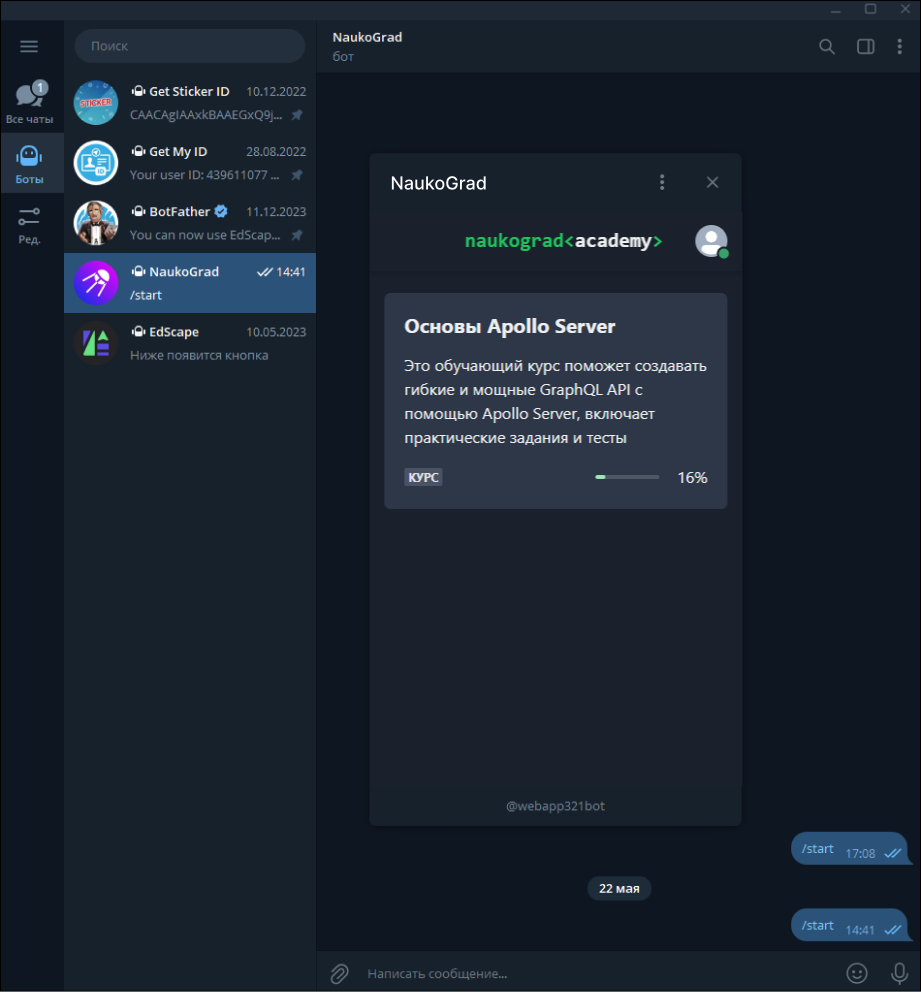 Поиск
1
Все чаты
Боты
Ред.
Get Sticker ID 10.12.2022
CAACAgIAAxkBAAEGxQ9j...
Get My ID 28.08.2022
Your user ID: 439611077 ...
BotFather 11.12.2023
You can now use EdScap...
NaukoGrad 14:41
/start
EdScape 10.05.2023
Ниже появится кнопка
NaukoGrad
бот
NaukoGrad
naukograd<academy>
Основы Apollo Server
Это обучающий курс поможет создавать
гибкие и мощные GraphQL API с
помощью Apollo Server, включает
практические задания и тесты
КУРС 16%
@webapp321bot
/start 17:08
22 мая
/start 14:41
Написать сообщение...
STICKER
ID